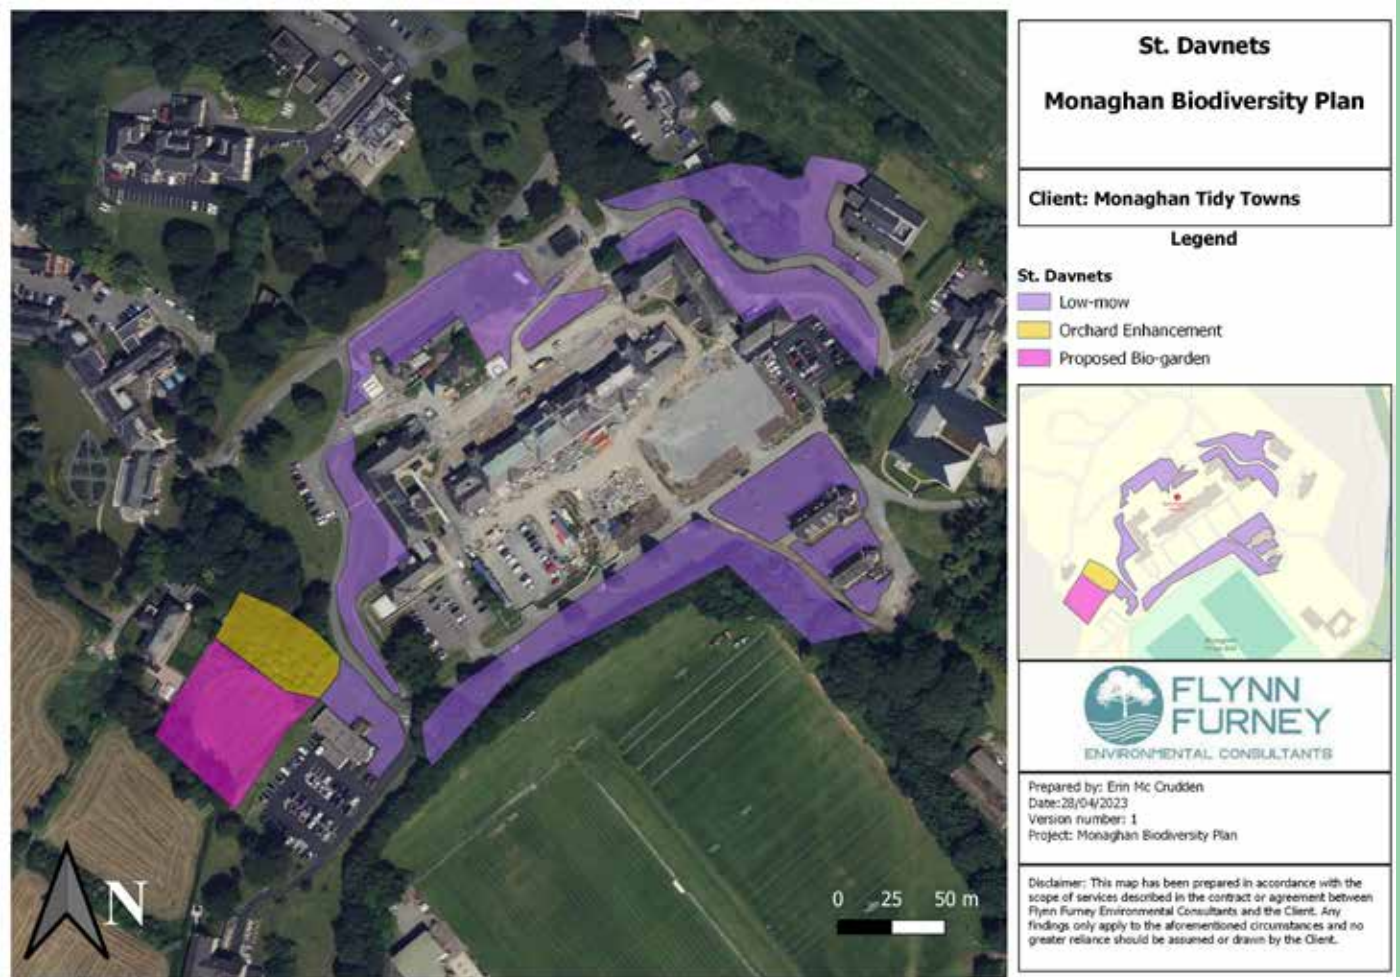 St. Davnets
Monaghan Biodiversity Plan
Client: Monaghan Tidy Towns
Legend
St. Davnets
Low-mow
Orchard Enhancement
Proposed Bio-garden
FLYNN
FURNEY
ENVIRONMENTAL CONSULTANTS
Prepared by: Erin Mc Crudden
Date:28/04/2023
Version number: 1
Project: Monaghan Biodiversity Plan
Disclaimer: This map has been prepared in accordance with the
scope of services described in the contract or agreement between
Flynn Furney Environmental Consultants and the Client. Any
findings only apply to the aforementioned circumstances and no
greater reliance should be assumed or drawn by the Client.
N
0 25 50 m